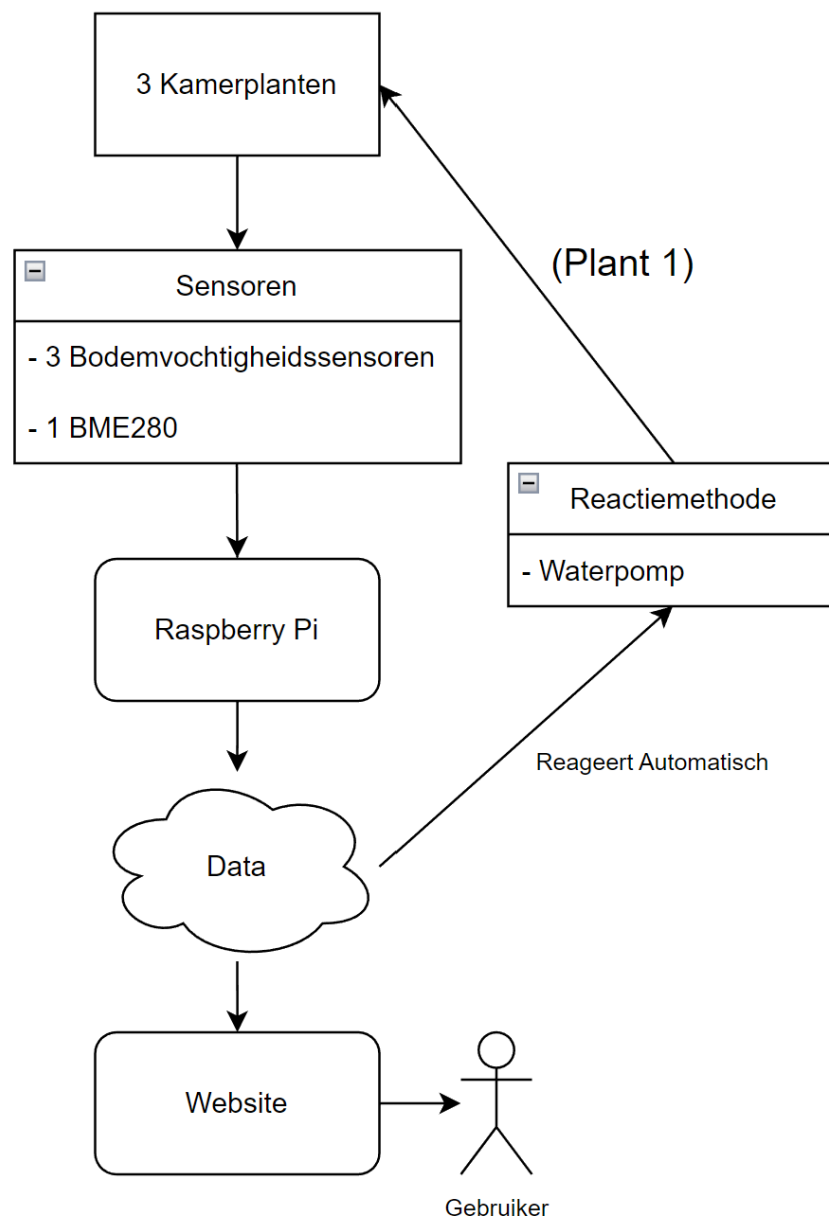 3 Kamerplanten
(Plant 1)
Sensoren
- 3 Bodemvochtigheidssensoren
- 1 BME280
Reactiemethode
- Waterpomp
Raspberry Pi
Reageert Automatisch
Data
Website
Gebruiker